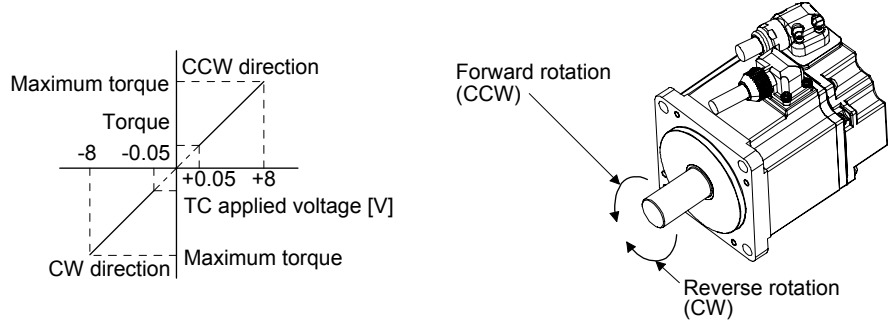 CCW direction
Maximum torque
Torque
-8
-0.05
+0.05
+8
TC applied voltage [V]
CW direction
Maximum torque
Forward rotation
(CCW)
Reverse rotation
(CW)